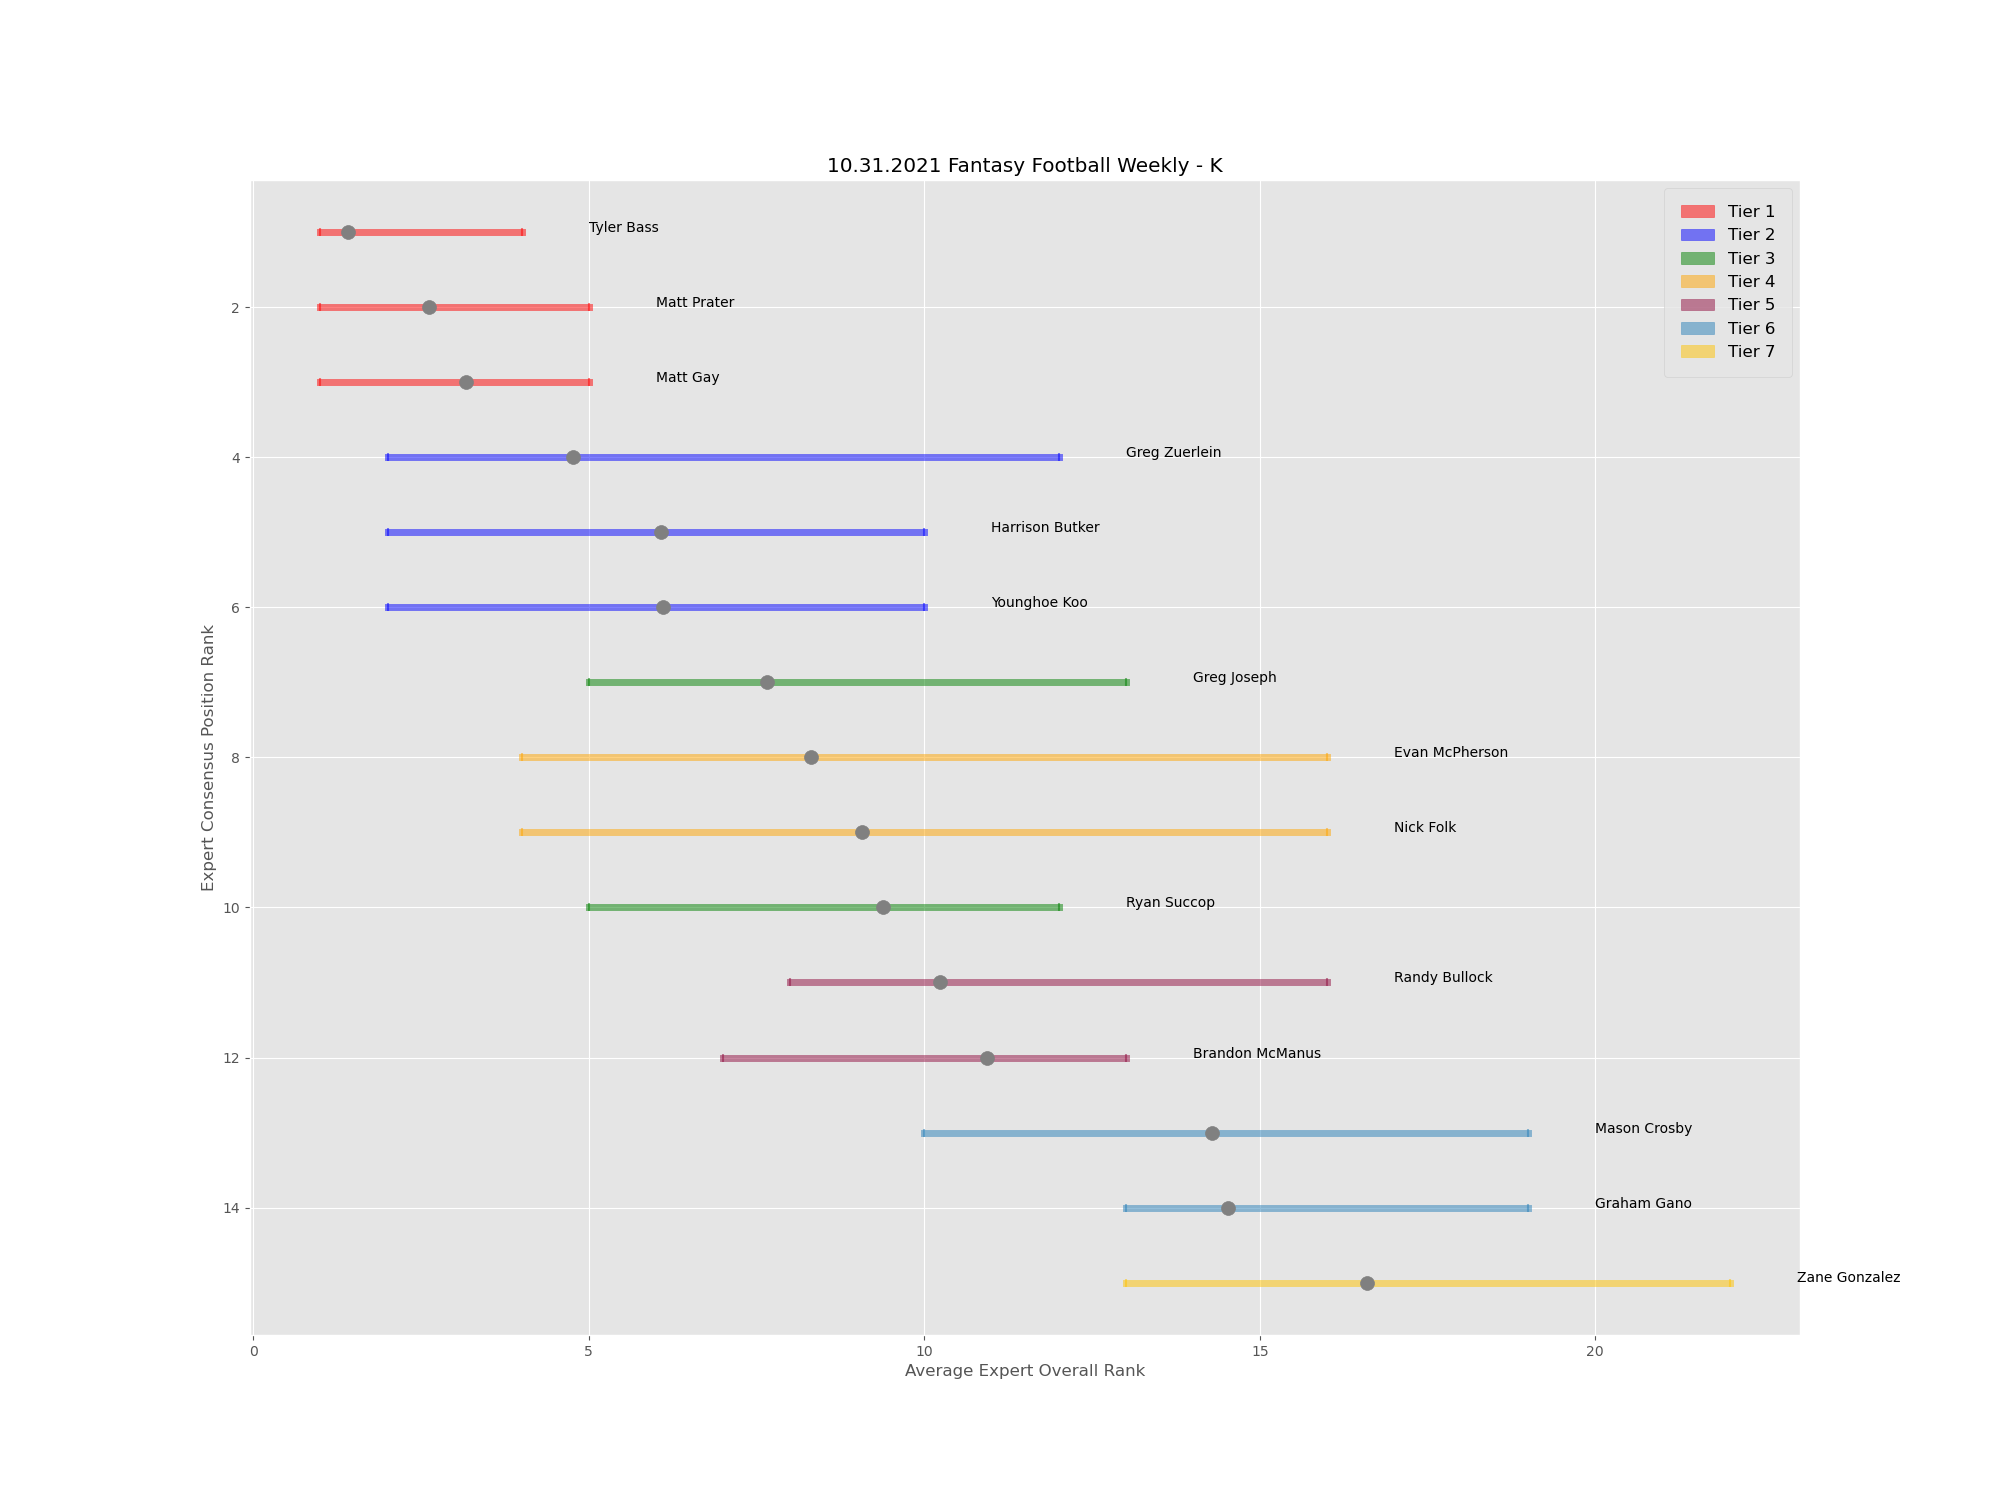 10.31.2021 Fantasy Football Weekly - K
Tier 1
Tier 2
Tier 3
Tier 4
Tier 5
Tier 6
Tier 7
Tyler Bass
Matt Prater
Matt Gay
Greg Zuerlein
Harrison Butker
Younghoe Koo
Greg Joseph
Evan McPherson
Nick Folk
Ryan Succop
Randy Bullock
Brandon McManus
Mason Crosby
Graham Gano
Zane Gonzalez
2
4
6
8
10
12
14
Expert Consensus Position Rank
0 5 10 15 20
Average Expert Overall Rank